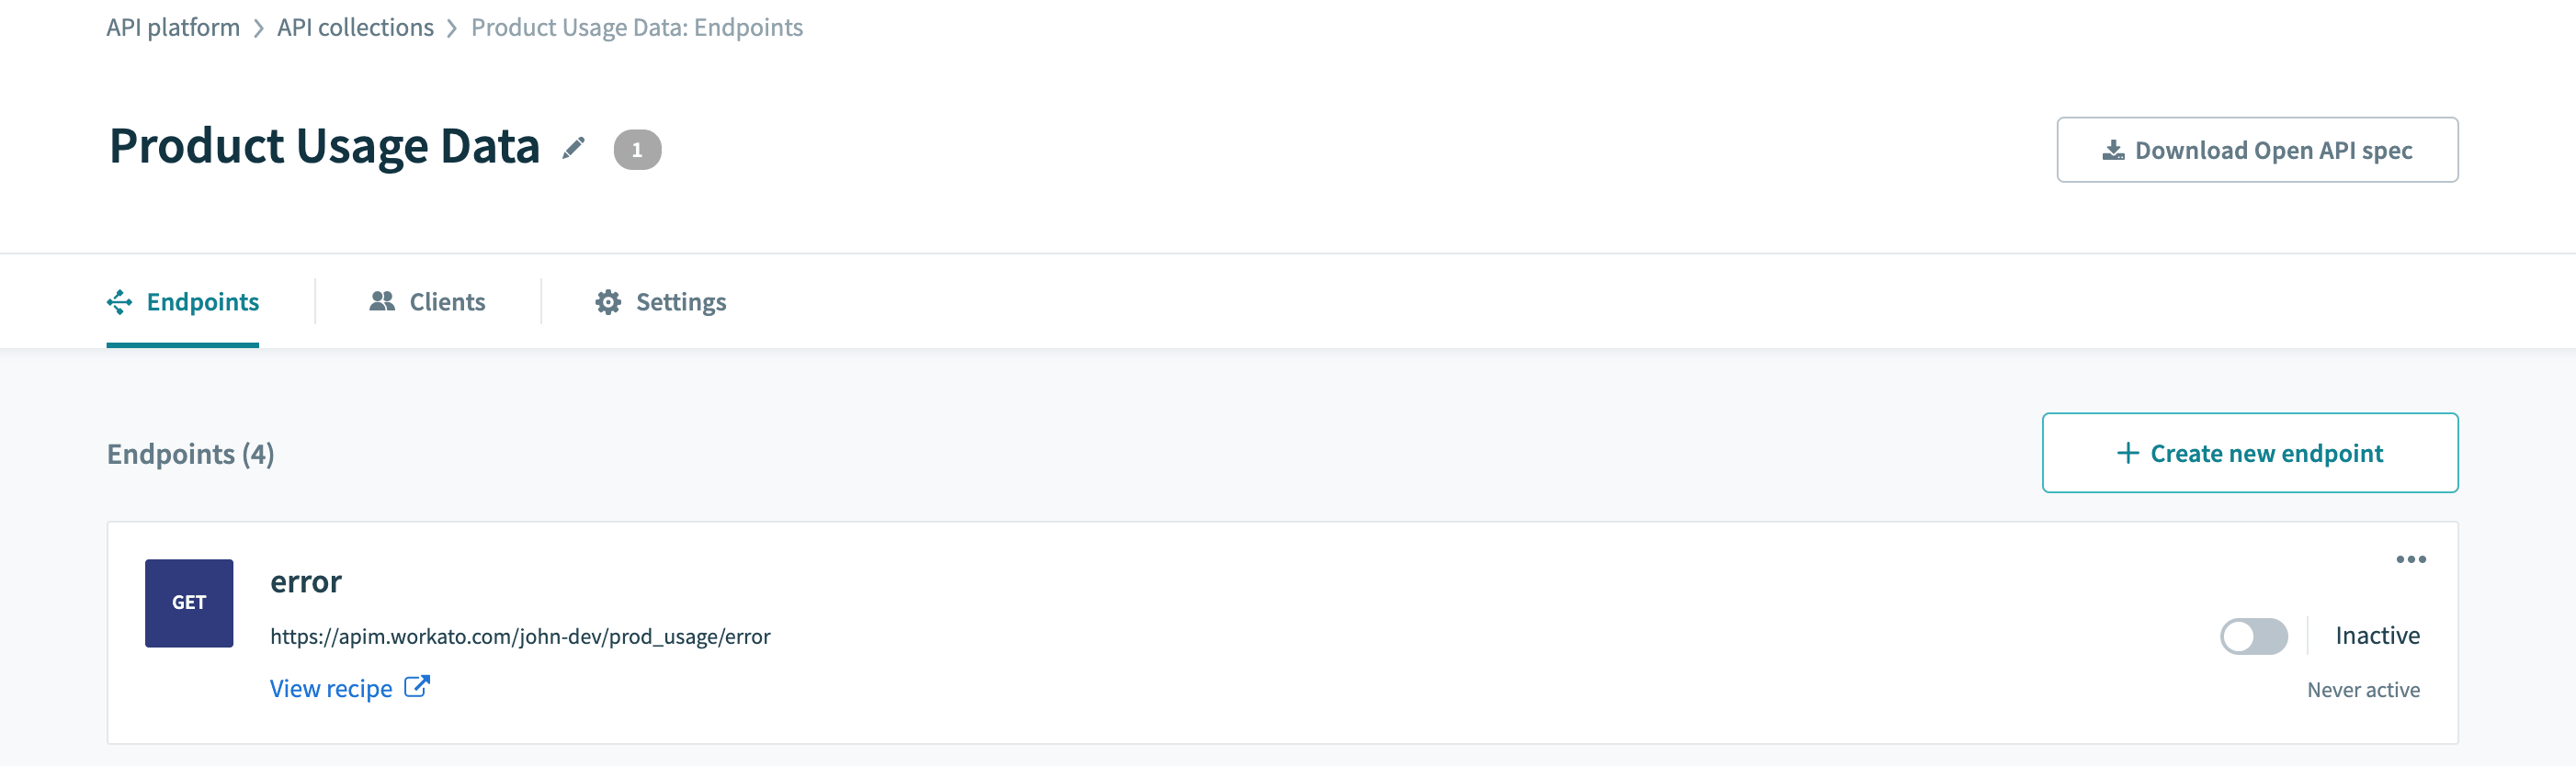 API platform > API collections > Product Usage Data: Endpoints
Product Usage Data 1
Download Open API spec
Endpoints Clients Settings
Endpoints (4)
+ Create new endpoint
GET
error
https://apim.workato.com/john-dev/prod_usage/error
Inactive
View recipe
Never active